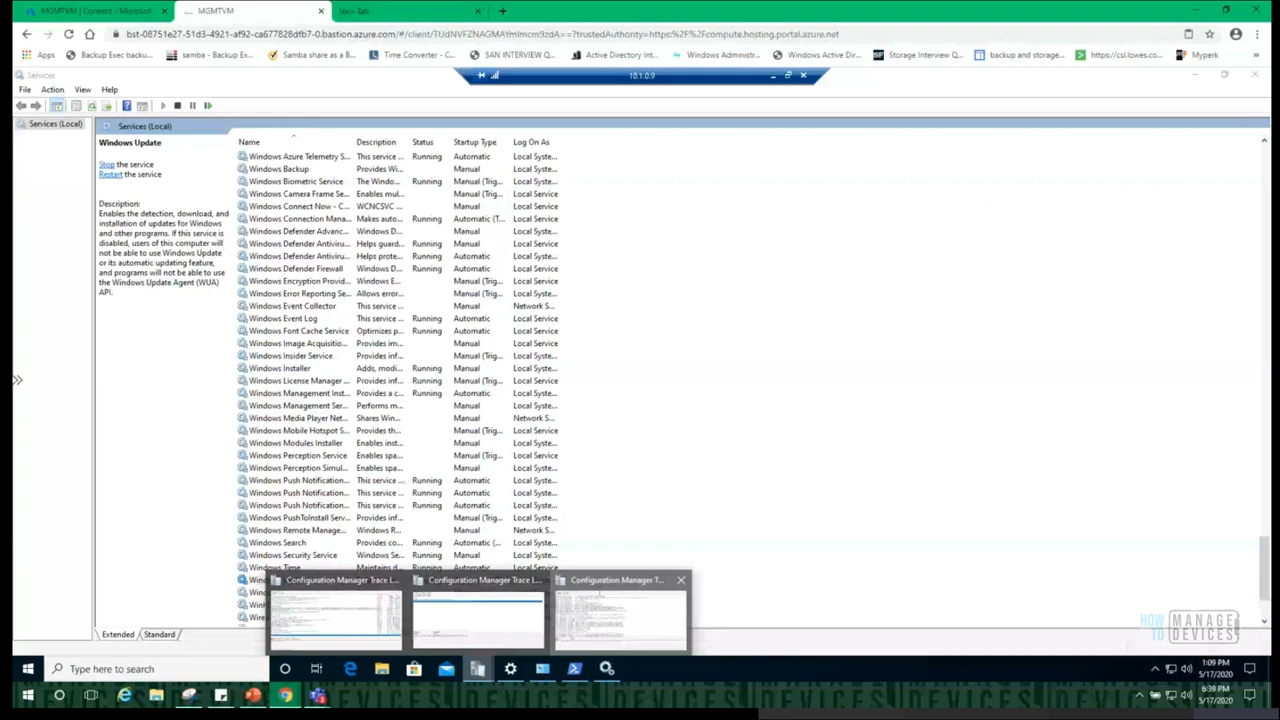 MGMTVM | Connect - Microsoft
MGMTVM
New Tab
bst-08751e27-51d3-4921-af92-ca677828dfb7-0.bastion.azure.com/#/client/TUdNVFZNAGMAYmlmcm9zdA==?trustedAuthority=https%2F%2Fcompute.hosting.portal.azure.net
Apps
Backup Exec backu...
samba - Backup Ex...
Samba share as a b...
Time Converter - C...
SAN INTERVIEW Q...
Active Directory Int...
Windows Administr...
Windows Active Dir...
Storage Interview Q...
backup and storage...
https://csl.lowes.co...
Myperk
Services
10.1.0.9
File Action View Help
Services (Local)
Services (Local)
Windows Update
Stop the service
Restart the service
Description:
Enables the detection, download, and
installation of updates for Windows
and other programs. If this service is
disabled, users of this computer will
not be able to use Windows Update
or its automatic updating feature,
and programs will not be able to use
the Windows Update Agent (WUA)
API.
Name Description Status Startup Type Log On As
Windows Azure Telemetry S... This service ... Running Automatic Local Syste...
Windows Backup Provides Wi... Manual Local Syste...
Windows Biometric Service The Windo... Running Manual (Trig... Local Syste...
Windows Camera Frame Se... Enables mul... Manual (Trig... Local Service
Windows Connect Now - C... WCNCSVC ... Manual Local Service
Windows Connection Mana... Makes auto... Running Automatic (T... Local Service
Windows Defender Advanc... Windows D... Manual Local Syste...
Windows Defender Antiviru... Helps guard... Running Manual Local Service
Windows Defender Antiviru... Helps prote... Running Automatic Local Syste...
Windows Defender Firewall Windows D... Running Automatic Local Service
Windows Encryption Provid... Windows E... Manual (Trig... Local Service
Windows Error Reporting Se... Allows error... Manual (Trig... Local Syste...
Windows Event Collector This service ... Manual Network S...
Windows Event Log This service ... Running Automatic Local Service
Windows Font Cache Service Optimizes p... Running Automatic Local Service
Windows Image Acquisitio... Provides im... Manual Local Service
Windows Insider Service Provides inf... Manual (Trig... Local Syste...
Windows Installer Adds, modi... Running Manual Local Syste...
Windows License Manager ... Provides inf... Running Manual (Trig... Local Service
Windows Management Inst... Provides a c... Running Automatic Local Syste...
Windows Management Ser... Performs m... Manual Local Syste...
Windows Media Player Net... Shares Win... Manual Network S...
Windows Mobile Hotspot S... Provides th... Manual (Trig... Local Service
Windows Modules Installer Enables inst... Manual Local Syste...
Windows Perception Service Enables spa... Manual (Trig... Local Service
Windows Perception Simul... Enables spa... Manual Local Syste...
Windows Push Notification... This service ... Running Automatic Local Syste...
Windows Push Notification... This service ... Running Automatic Local Syste...
Windows Push Notification... This service ... Running Automatic Local Syste...
Windows PushToInstall Serv... Provides inf... Manual (Trig... Local Syste...
Windows Remote Manage... Windows R... Manual Network S...
Windows Search Provides co... Running Automatic (... Local Syste...
Windows Security Service Windows Se... Running Manual Local Syste...
Windows Time Maintains d... Running Automatic Local Service
Configuration Manager Trace L...
Configuration Manager Trace L...
Configuration Manager T...
Extended Standard
HOW TO MANAGE DEVICES
Type here to search
1:09 PM
5/17/2020
6:39 PM
5/17/2020